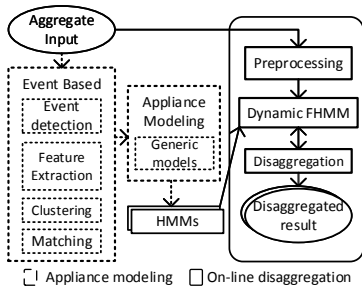 Aggregate
Input
Event Based
Event
detection
Feature
Extraction
Clustering
Matching
Appliance
Modeling
Generic
models
HMMs
Preprocessing
Dynamic FHMM
Disaggregation
Disaggregated
result
Appliance modeling
On-line disaggregation